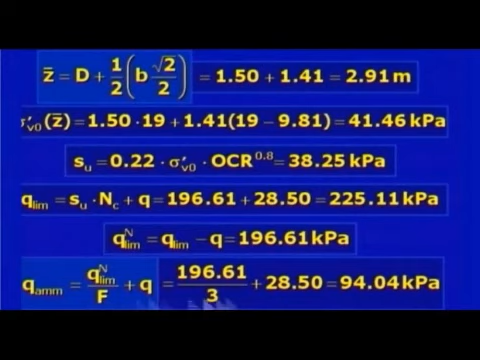 z̄ = D + 1/2 (b √2/2) = 1.50 + 1.41 = 2.91 m
σ′v0(z̄) = 1.50 · 19 + 1.41(19 − 9.81) = 41.46 kPa
su = 0.22 · σ′v0 · OCR^0.8 = 38.25 kPa
qlim = su · Nc + q = 196.61 + 28.50 = 225.11 kPa
q^N lim = qlim − q = 196.61 kPa
qamm = q^N lim / F + q = 196.61/3 + 28.50 = 94.04 kPa